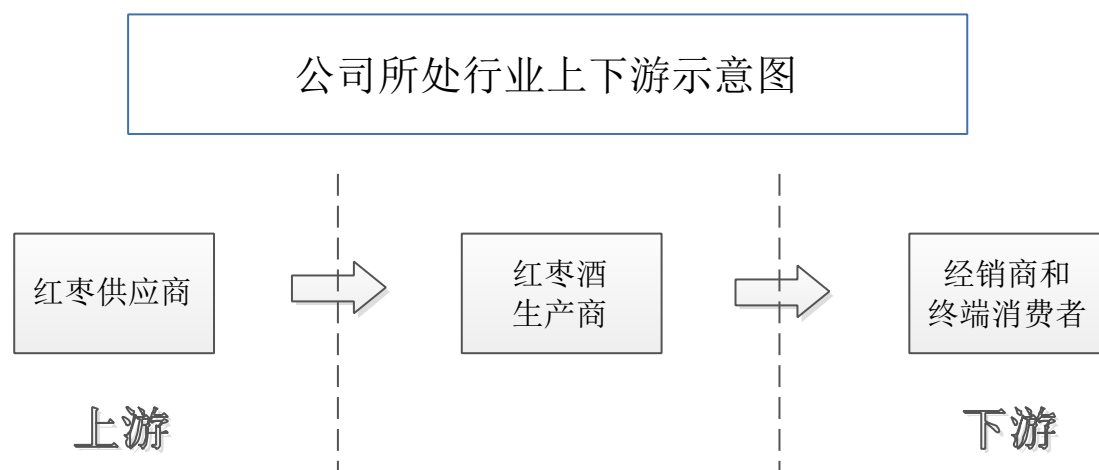 公司所处行业上下游示意图
红枣供应商
红枣酒
生产商
经销商和
终端消费者
上游
下游